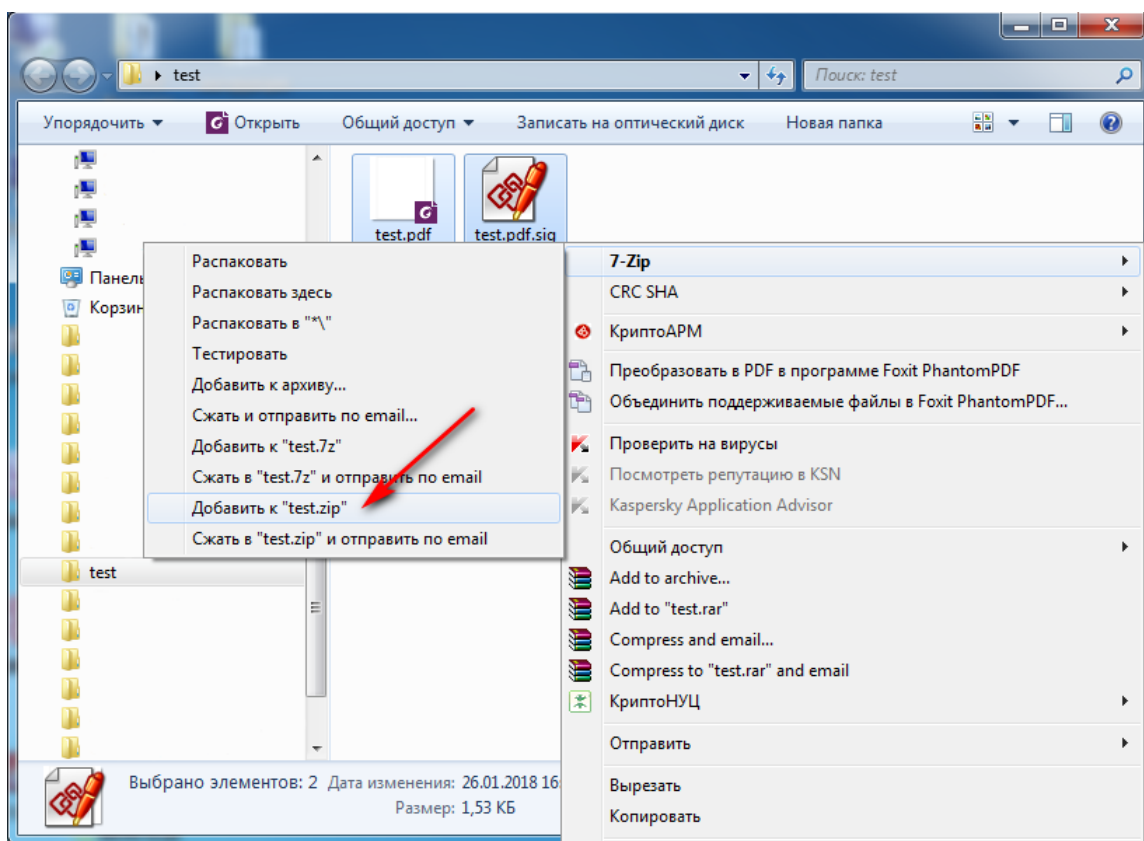 test
Поиск: test
Упорядочить
Открыть
Общий доступ
Записать на оптический диск
Новая папка
test.pdf
test.pdf.sig
Панель
Корзин
test
Распаковать
Распаковать здесь
Распаковать в "*\"
Тестировать
Добавить к архиву...
Сжать и отправить по email...
Добавить к "test.7z"
Сжать в "test.7z" и отправить по email
Добавить к "test.zip"
Сжать в "test.zip" и отправить по email
7-Zip
CRC SHA
КриптоАРМ
Преобразовать в PDF в программе Foxit PhantomPDF
Объединить поддерживаемые файлы в Foxit PhantomPDF...
Проверить на вирусы
Посмотреть репутацию в KSN
Kaspersky Application Advisor
Общий доступ
Add to archive...
Add to "test.rar"
Compress and email...
Compress to "test.rar" and email
КриптоНУЦ
Отправить
Вырезать
Копировать
Выбрано элементов: 2 Дата изменения: 26.01.2018 16:
Размер: 1,53 КБ